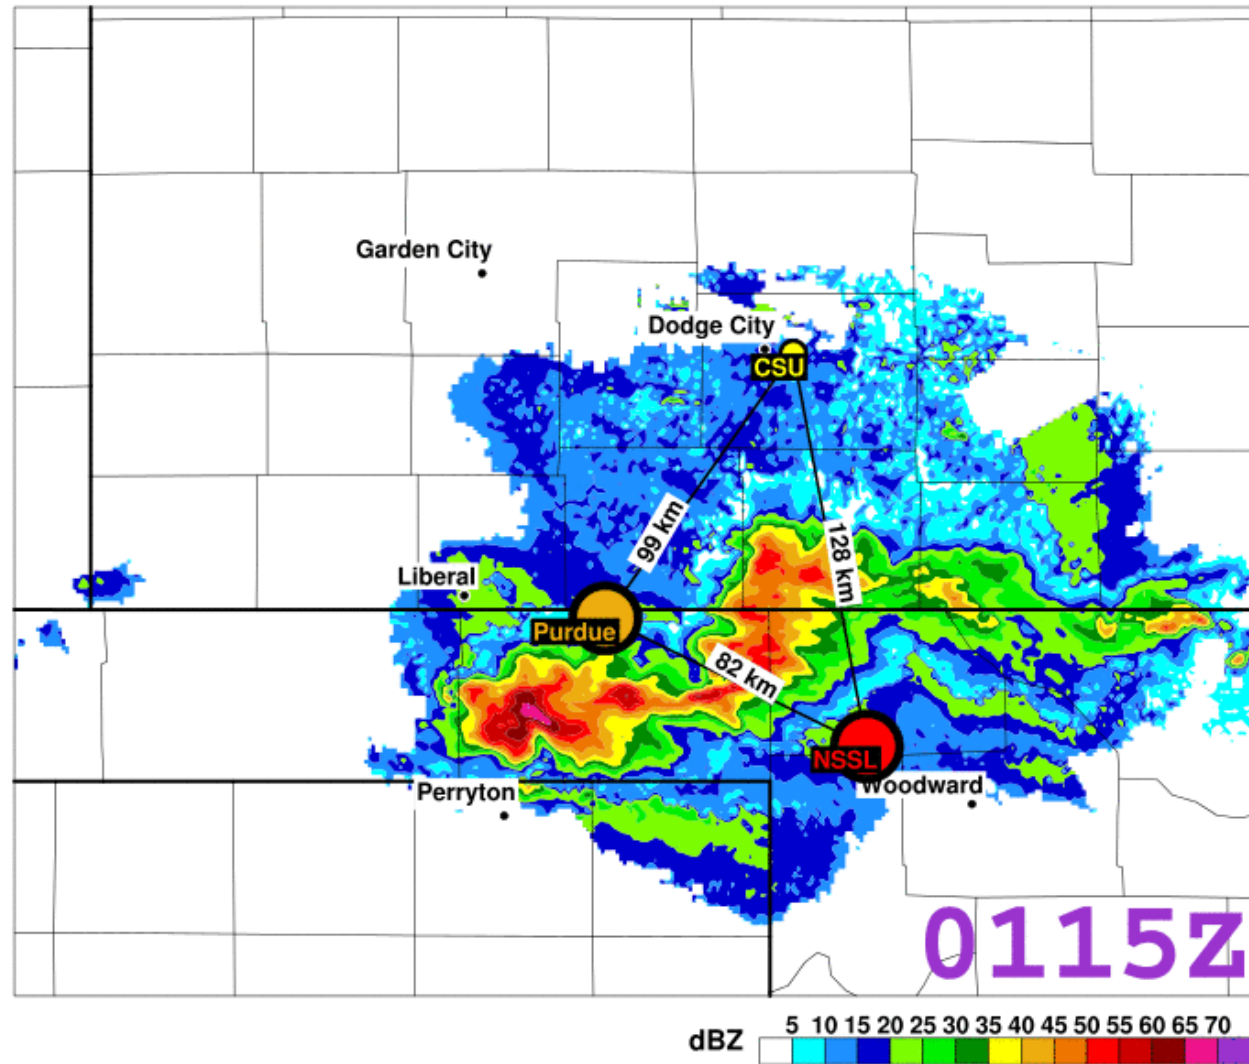 Garden City
Dodge City
CSU
99 km
128 km
Liberal
Purdue
82 km
NSSL
Woodward
Perryton
0115Z
dBZ
5 10 15 20 25 30 35 40 45 50 55 60 65 70